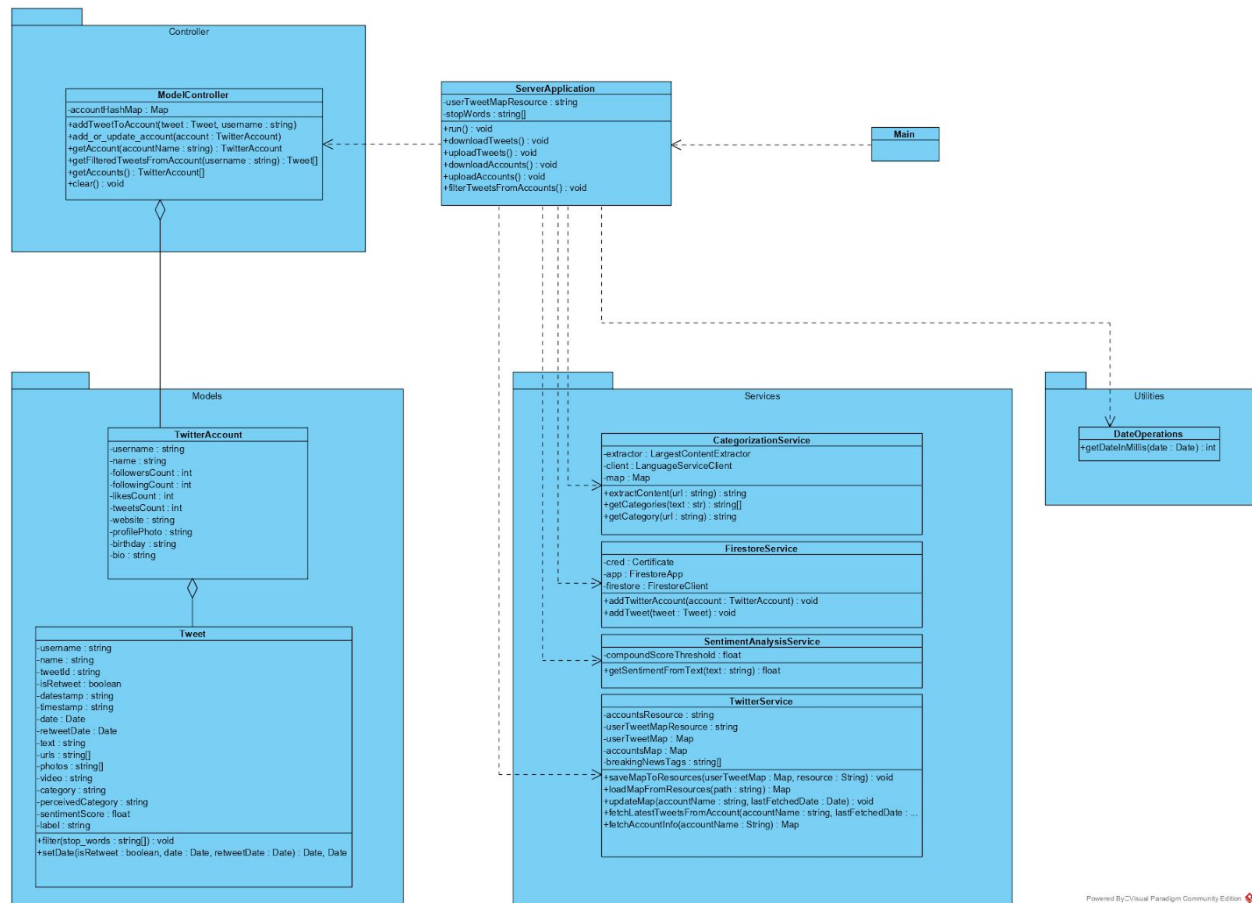 Controller
ModelController
-accountHashMap : Map
+addTweetToAccount(tweet : Tweet, username : string)
+add_or_update_account(account : TwitterAccount)
+getAccount(accountName : string) : TwitterAccount
+getFilteredTweetsFromAccount(username : string) : Tweet[]
+getAccounts() : TwitterAccount[]
+clear() : void
ServerApplication
-userTweetMapResource : string
-stopWords : string[]
+run() : void
+downloadTweets() : void
+uploadTweets() : void
+downloadAccounts() : void
+uploadAccounts() : void
+filterTweetsFromAccounts() : void
Main
Models
TwitterAccount
-username : string
-name : string
-followersCount : int
-followingCount : int
-likesCount : int
-tweetsCount : int
-website : string
-profilePhoto : string
-birthday : string
-bio : string
Tweet
-username : string
-name : string
-tweetId : string
-isRetweet : boolean
-datestamp : string
-timestamp : string
-date : Date
-retweetDate : Date
-text : string
-urls : string[]
-photos : string[]
-video : string
-category : string
-perceivedCategory : string
-sentimentScore : float
-label : string
+filter(stop_words : string[]) : void
+setDate(isRetweet : boolean, date : Date, retweetDate : Date) : Date, Date
Services
CategorizationService
-extractor : LargestContentExtractor
-client : LanguageServiceClient
-map : Map
+extractContent(url : string) : string
+getCategories(text : str) : string[]
+getCategory(url : string) : string
FirestoreService
-cred : Certificate
-app : FirestoreApp
-firestore : FirestoreClient
+addTwitterAccount(account : TwitterAccount) : void
+addTweet(tweet : Tweet) : void
SentimentAnalysisService
-compoundScoreThreshold : float
+getSentimentFromText(text : string) : float
TwitterService
-accountsResource : string
-userTweetMapResource : string
-userTweetMap : Map
-accountsMap : Map
-breakingNewsTags : string[]
+saveMapToResources(userTweetMap : Map, resource : String) : void
+loadMapFromResources(path : string) : Map
+updateMap(accountName : string, lastFetchedDate : Date) : void
+fetchLatestTweetsFromAccount(accountName : string, lastFetchedDate : ...
+fetchAccountInfo(accountName : String) : Map
Utilities
DateOperations
+getDateInMillis(date : Date) : int
Powered By□Visual Paradigm Community Edition